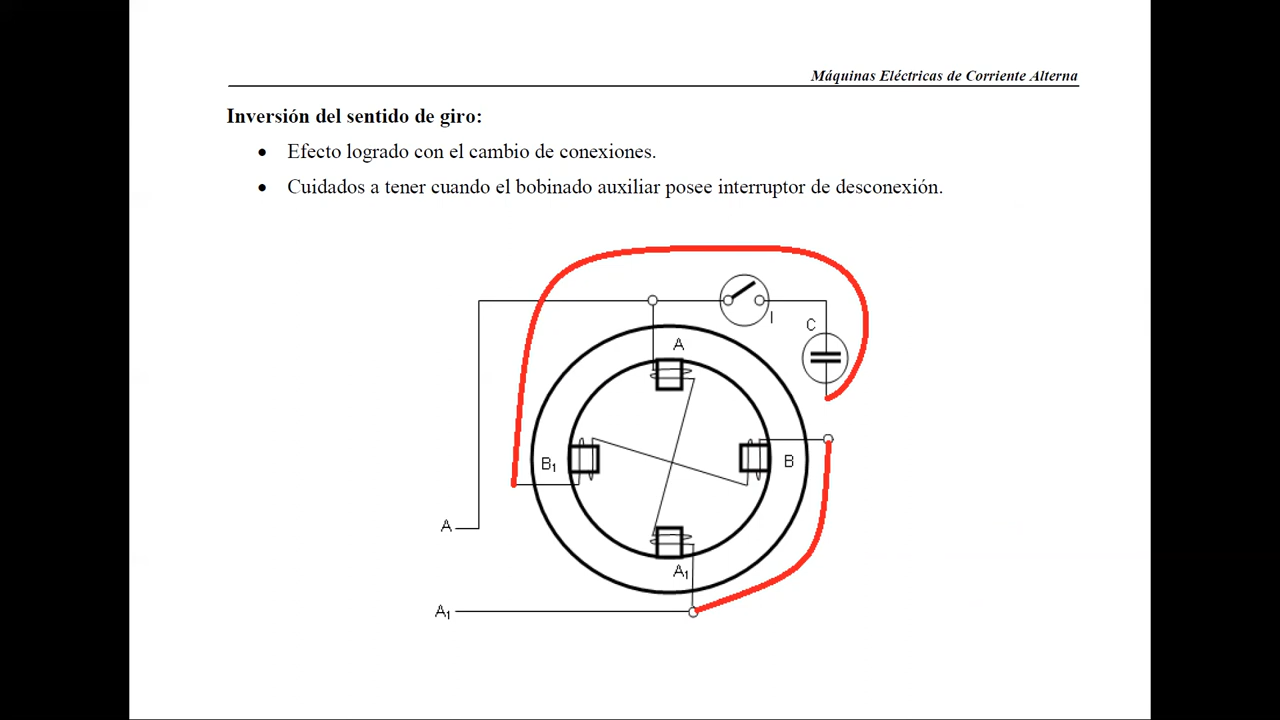 Máquinas Eléctricas de Corriente Alterna
Inversión del sentido de giro:
• Efecto logrado con el cambio de conexiones.
• Cuidados a tener cuando el bobinado auxiliar posee interruptor de desconexión.
I
C
A
B₁
B
A
A₁
A₁